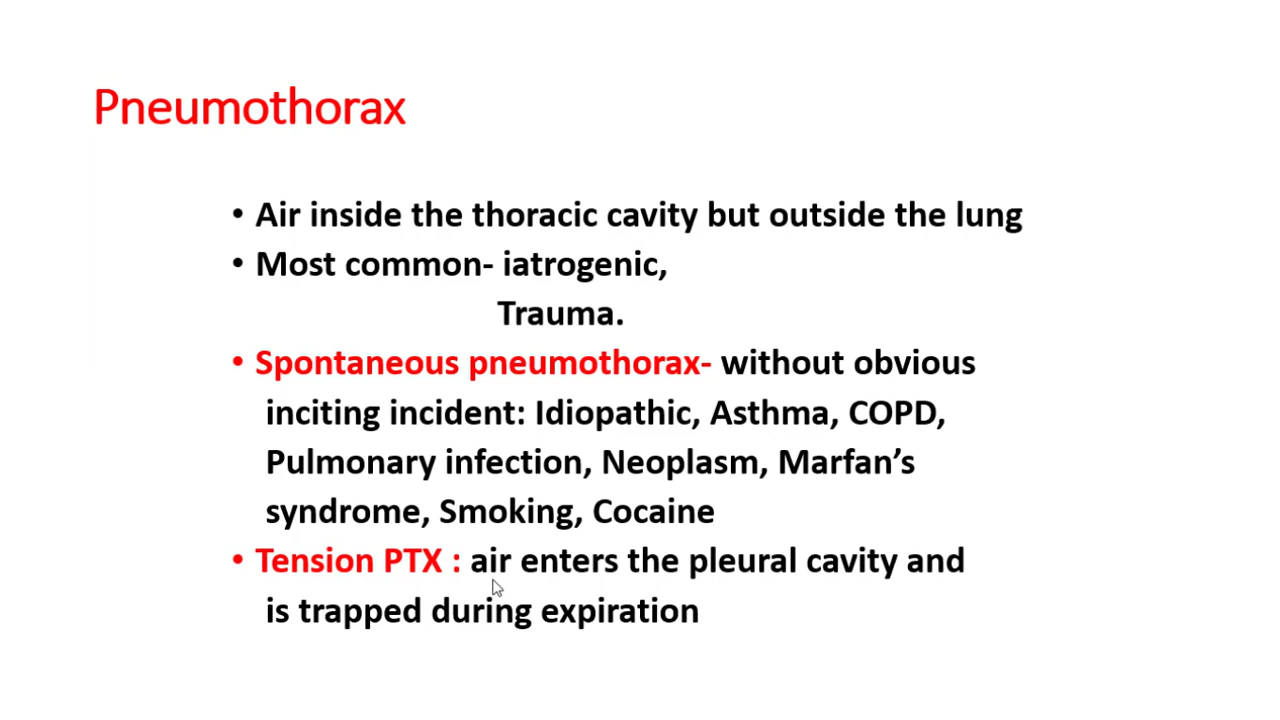 Pneumothorax
• Air inside the thoracic cavity but outside the lung
• Most common- iatrogenic,
Trauma.
• Spontaneous pneumothorax- without obvious
inciting incident: Idiopathic, Asthma, COPD,
Pulmonary infection, Neoplasm, Marfan’s
syndrome, Smoking, Cocaine
• Tension PTX : air enters the pleural cavity and
is trapped during expiration